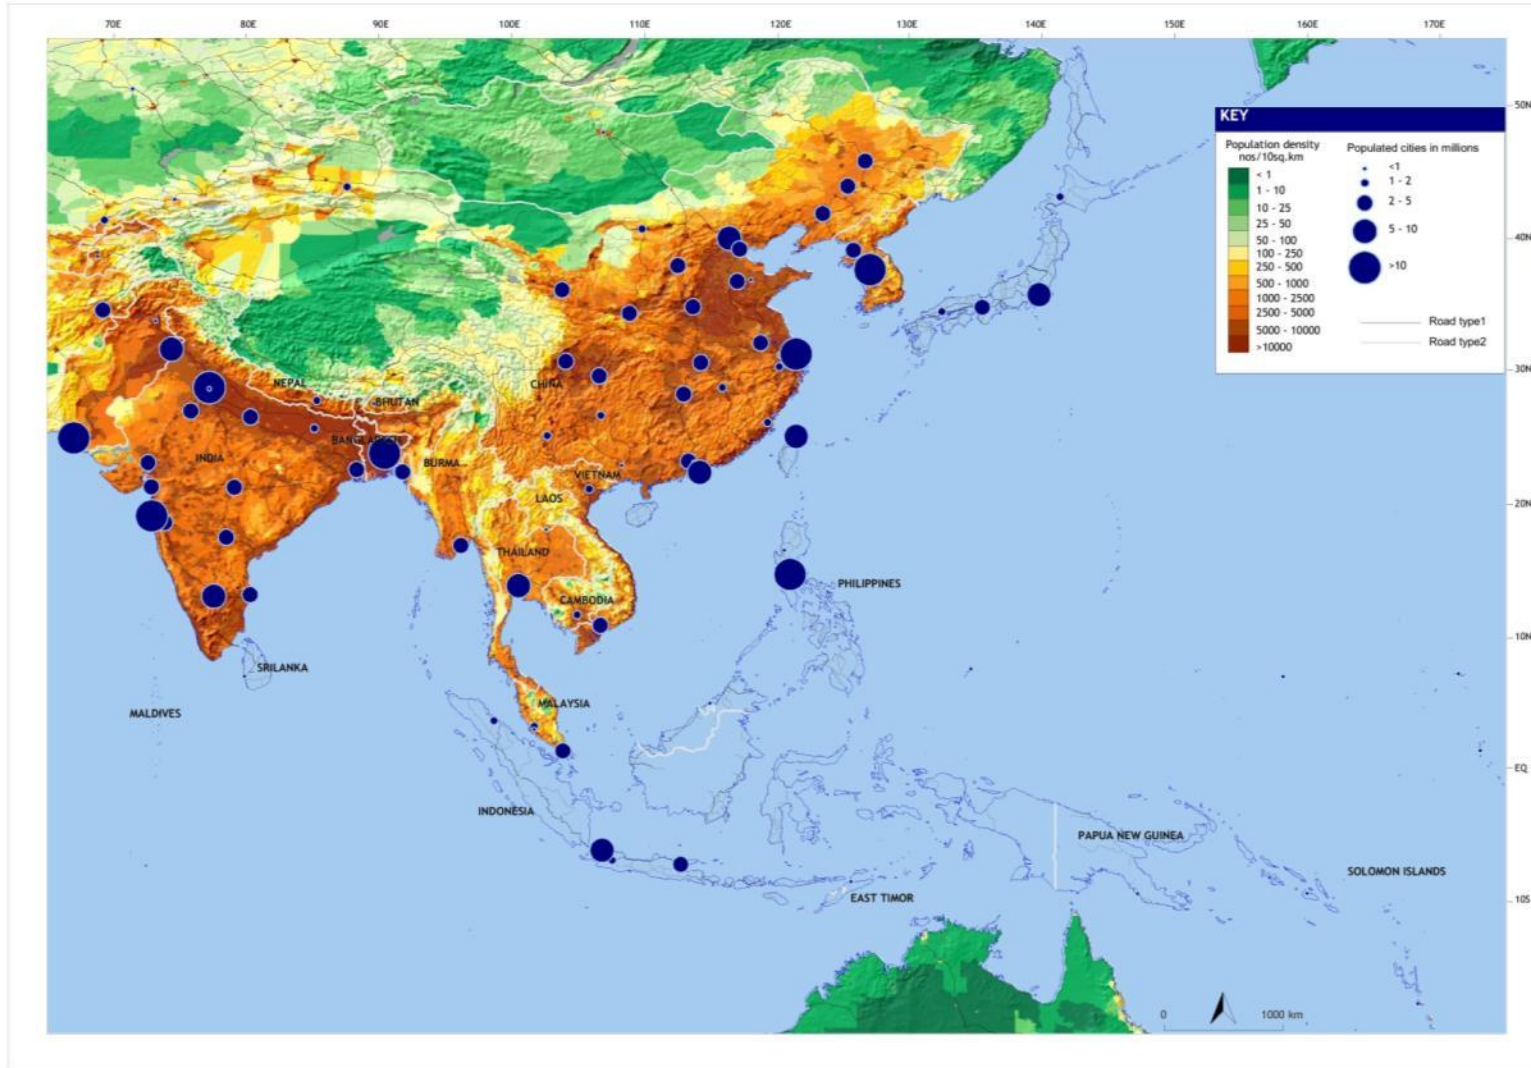 70E 80E 90E 100E 110E 120E 130E 140E 150E 160E 170E
50N
KEY
Population density
nos/10sq.km
< 1
1 - 10
10 - 25
25 - 50
50 - 100
100 - 250
250 - 500
500 - 1000
1000 - 2500
2500 - 5000
5000 - 10000
>10000
Populated cities in millions
<1
1 - 2
2 - 5
5 - 10
>10
Road type1
Road type2
40N
30N
NEPAL
CHINA
BHUTAN
BANGLADESH
INDIA
BURMA
VIETNAM
LAOS
20N
THAILAND
PHILIPPINES
CAMBODIA
10N
SRILANKA
MALAYSIA
MALDIVES
EQ
INDONESIA
PAPUA NEW GUINEA
SOLOMON ISLANDS
EAST TIMOR
10S
0 1000 km